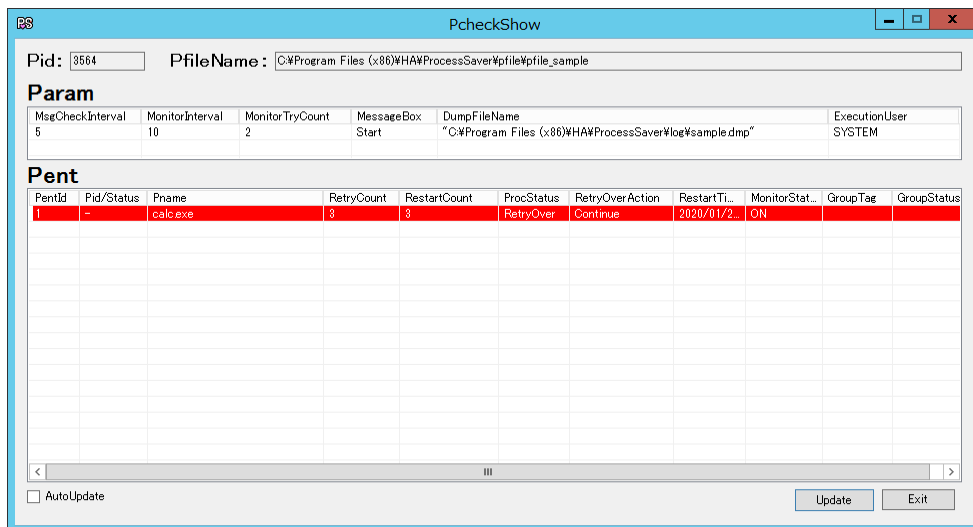 PS PcheckShow
Pid: 3564 PfileName: C:¥Program Files (x86)¥HA¥ProcessSaver¥pfile¥pfile_sample
Param
MsgCheckInterval MonitorInterval MonitorTryCount MessageBox DumpFileName ExecutionUser
5 10 2 Start "C:¥Program Files (x86)¥HA¥ProcessSaver¥log¥sample.dmp" SYSTEM
Pent
PentId Pid/Status Pname RetryCount RestartCount ProcStatus RetryOverAction RestartTi... MonitorStat... GroupTag GroupStatus
1 - calc.exe 3 3 RetryOver Continue 2020/01/2... ON
AutoUpdate Update Exit